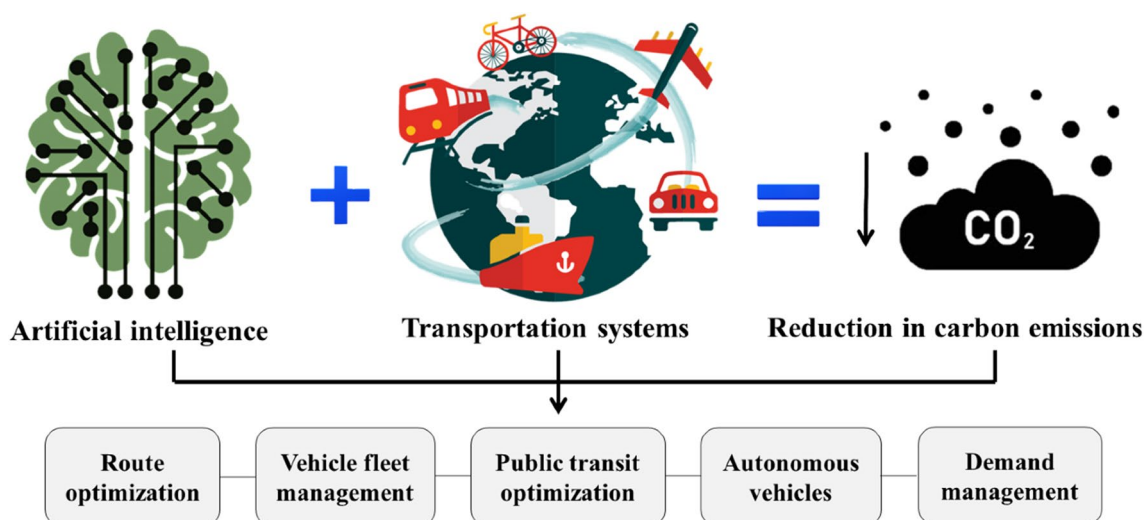 CO₂
Artificial intelligence
Transportation systems
Reduction in carbon emissions
Route
optimization
Vehicle fleet
management
Public transit
optimization
Autonomous
vehicles
Demand
management